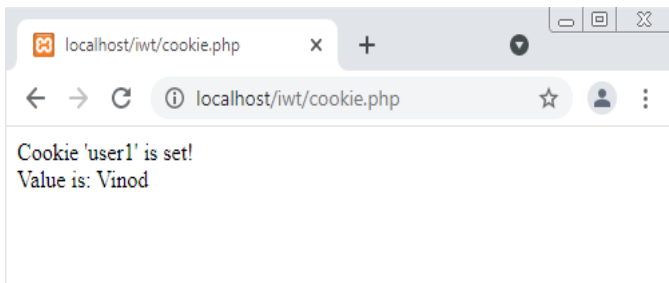 localhost/iwt/cookie.php
localhost/iwt/cookie.php
Cookie 'user1' is set!
Value is: Vinod